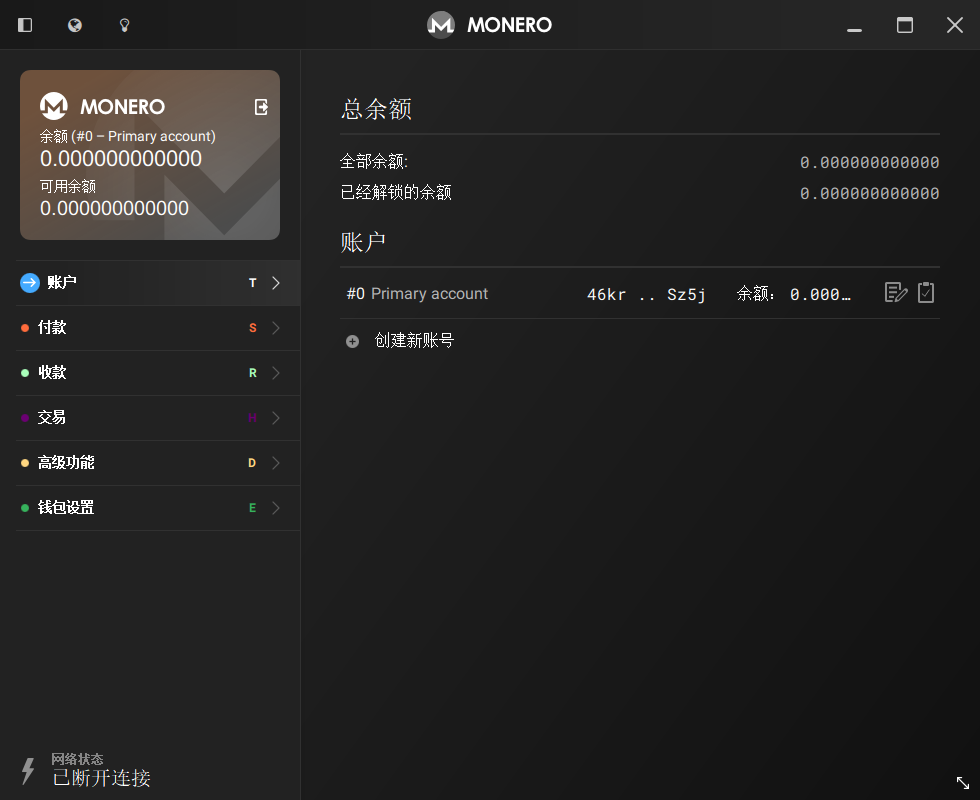 MONERO
MONERO
余额 (#0 – Primary account)
0.000000000000
可用余额
0.000000000000
账户 T
付款 S
收款 R
交易 H
高级功能 D
钱包设置 E
网络状态
已断开连接
总余额
全部余额: 0.000000000000
已经解锁的余额 0.000000000000
账户
#0 Primary account 46kr .. Sz5j 余额: 0.000…
创建新账号